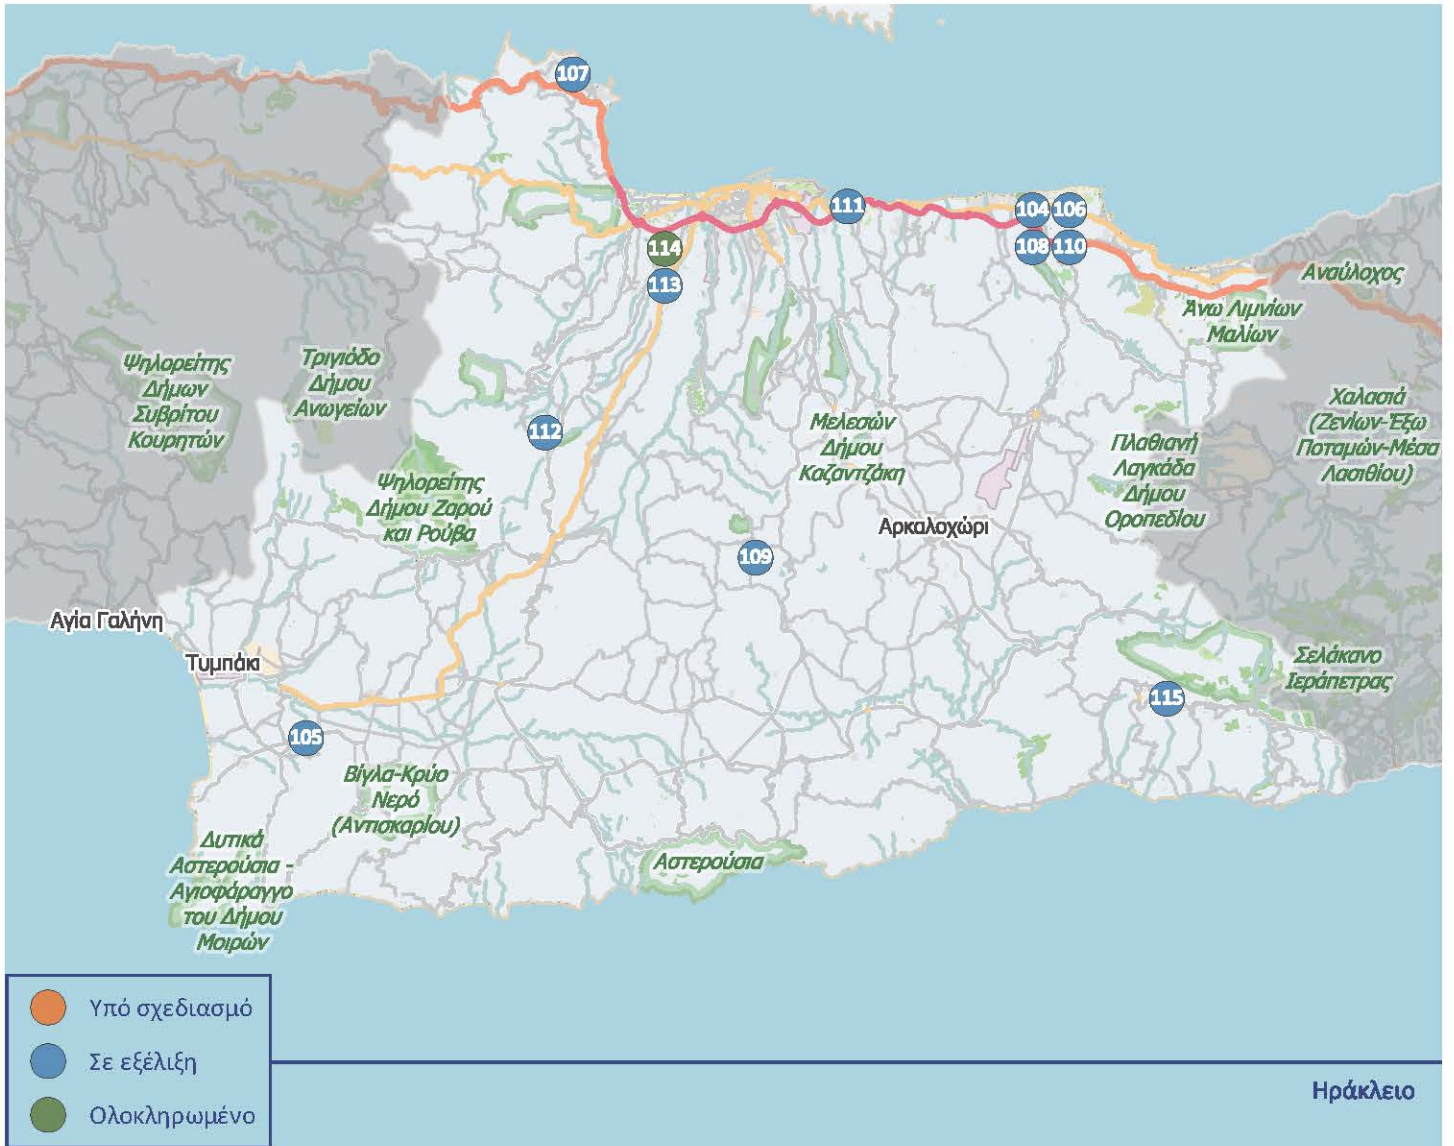 107
111
104
106
114
108
110
113
Αναύλοχος
Άνω Λιμνίων
Μαλίων
Ψηλορείτης
Δήμων
Συβρίτου
Κουρητών
Τριγιόδο
Δήμου
Ανωγείων
Χαλασιά
(Ζενίων-Έξω
Ποταμών-Μέσα
Λασιθίου)
112
Μελεσών
Δήμου
Καζαντζάκη
Πλαθιανή
Λαγκάδα
Δήμου
Οροπεδίου
Ψηλορείτης
Δήμου Ζαρού
και Ρούβα
Αρκαλοχώρι
109
Αγία Γαλήνη
Τυμπάκι
Σελάκανο
Ιεράπετρας
115
105
Βίγλα-Κρύο
Νερό
(Αντισκαρίου)
Δυτικά
Αστερούσια -
Αγιοφάραγγο
του Δήμου
Μοιρών
Αστερούσια
Υπό σχεδιασμό
Σε εξέλιξη
Ολοκληρωμένο
Ηράκλειο